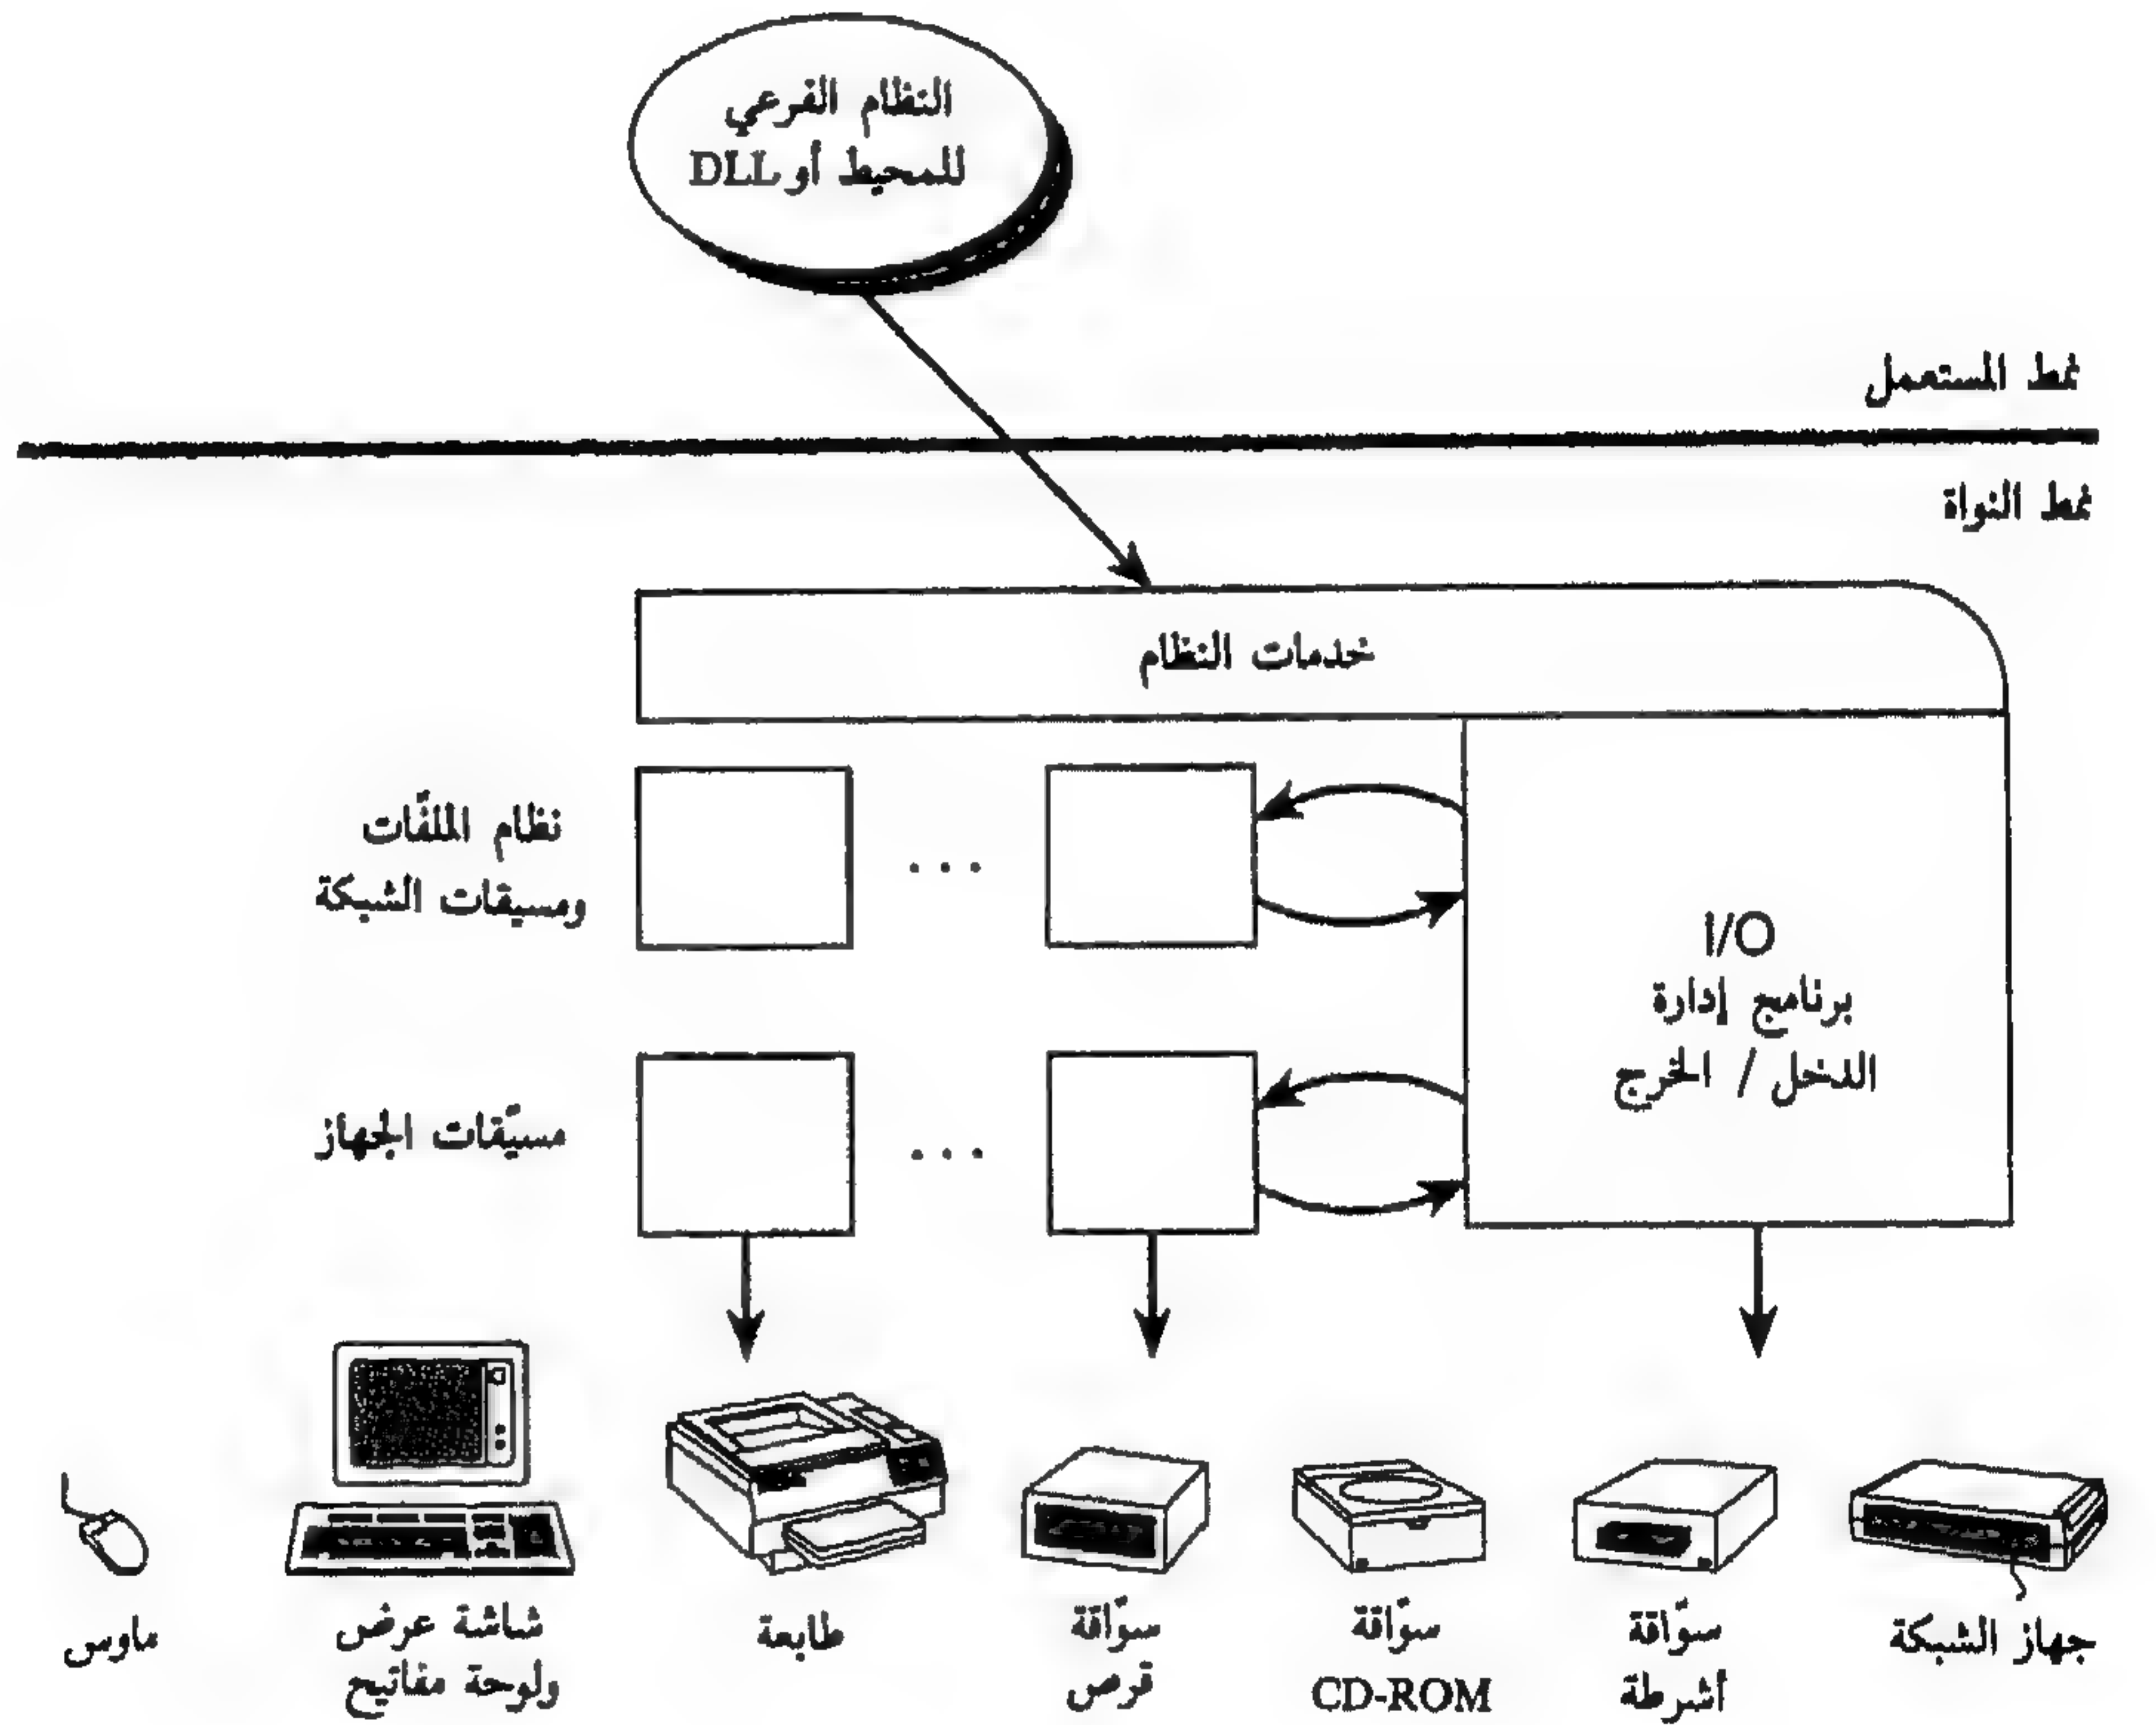 النظام الفرعي
للمحيط أو DLL
نمط المستعمل
نمط النواة
خدمات النظام
نظام الملفّات
ومسيقات الشبكة
I/O
برنامج إدارة
الدخل / الخرج
مسيّقات الجهاز
جهاز الشبكة
سوّاقة
أشرطة
سوّاقة
CD-ROM
سوّاقة
قرص
طابعة
شاشة عرض
ولوحة مفاتيح
ماوس